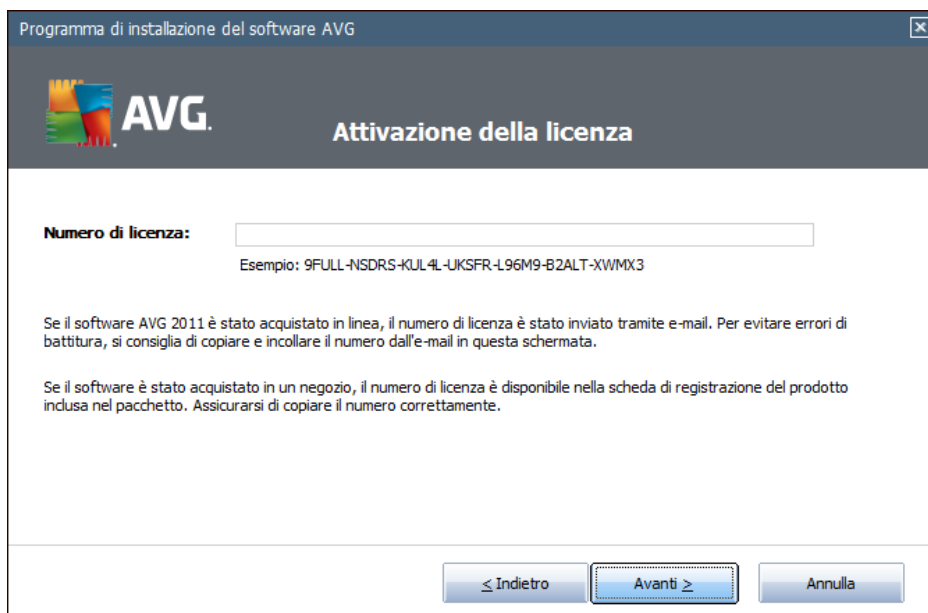 Programma di installazione del software AVG
AVG.
Attivazione della licenza
Numero di licenza:
Esempio: 9FULL-NSDRS-KUL4L-UKSFR-L96M9-B2ALT-XWMX3
Se il software AVG 2011 è stato acquistato in linea, il numero di licenza è stato inviato tramite e-mail. Per evitare errori di
battitura, si consiglia di copiare e incollare il numero dall'e-mail in questa schermata.
Se il software è stato acquistato in un negozio, il numero di licenza è disponibile nella scheda di registrazione del prodotto
inclusa nel pacchetto. Assicurarsi di copiare il numero correttamente.
< Indietro
Avanti >
Annulla